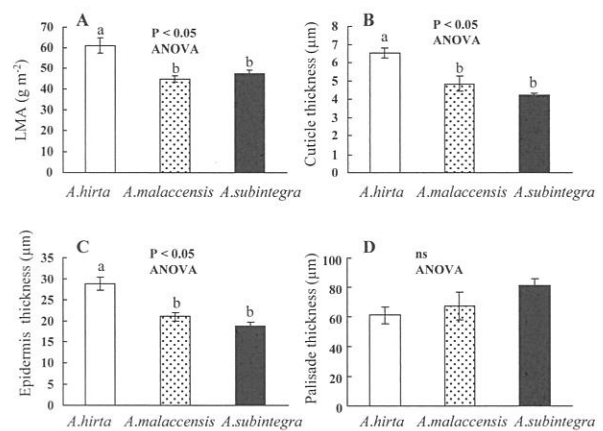 A
P < 0.05
ANOVA
LMA (g m⁻²)
70
60
50
40
30
20
10
0
a
b
b
A.hirta A.malaccensis A.subintegra
B
P < 0.05
ANOVA
Cuticle thickness (µm)
8
7
6
5
4
3
2
1
0
a
b
b
A.hirta A.malaccensis A.subintegra
C
P < 0.05
ANOVA
Epidermis thickness (µm)
35
30
25
20
15
10
5
0
a
b
b
A.hirta A.malaccensis A.subintegra
D
ns
ANOVA
Palisade thickness (µm)
100
80
60
40
20
0
A.hirta A.malaccensis A.subintegra